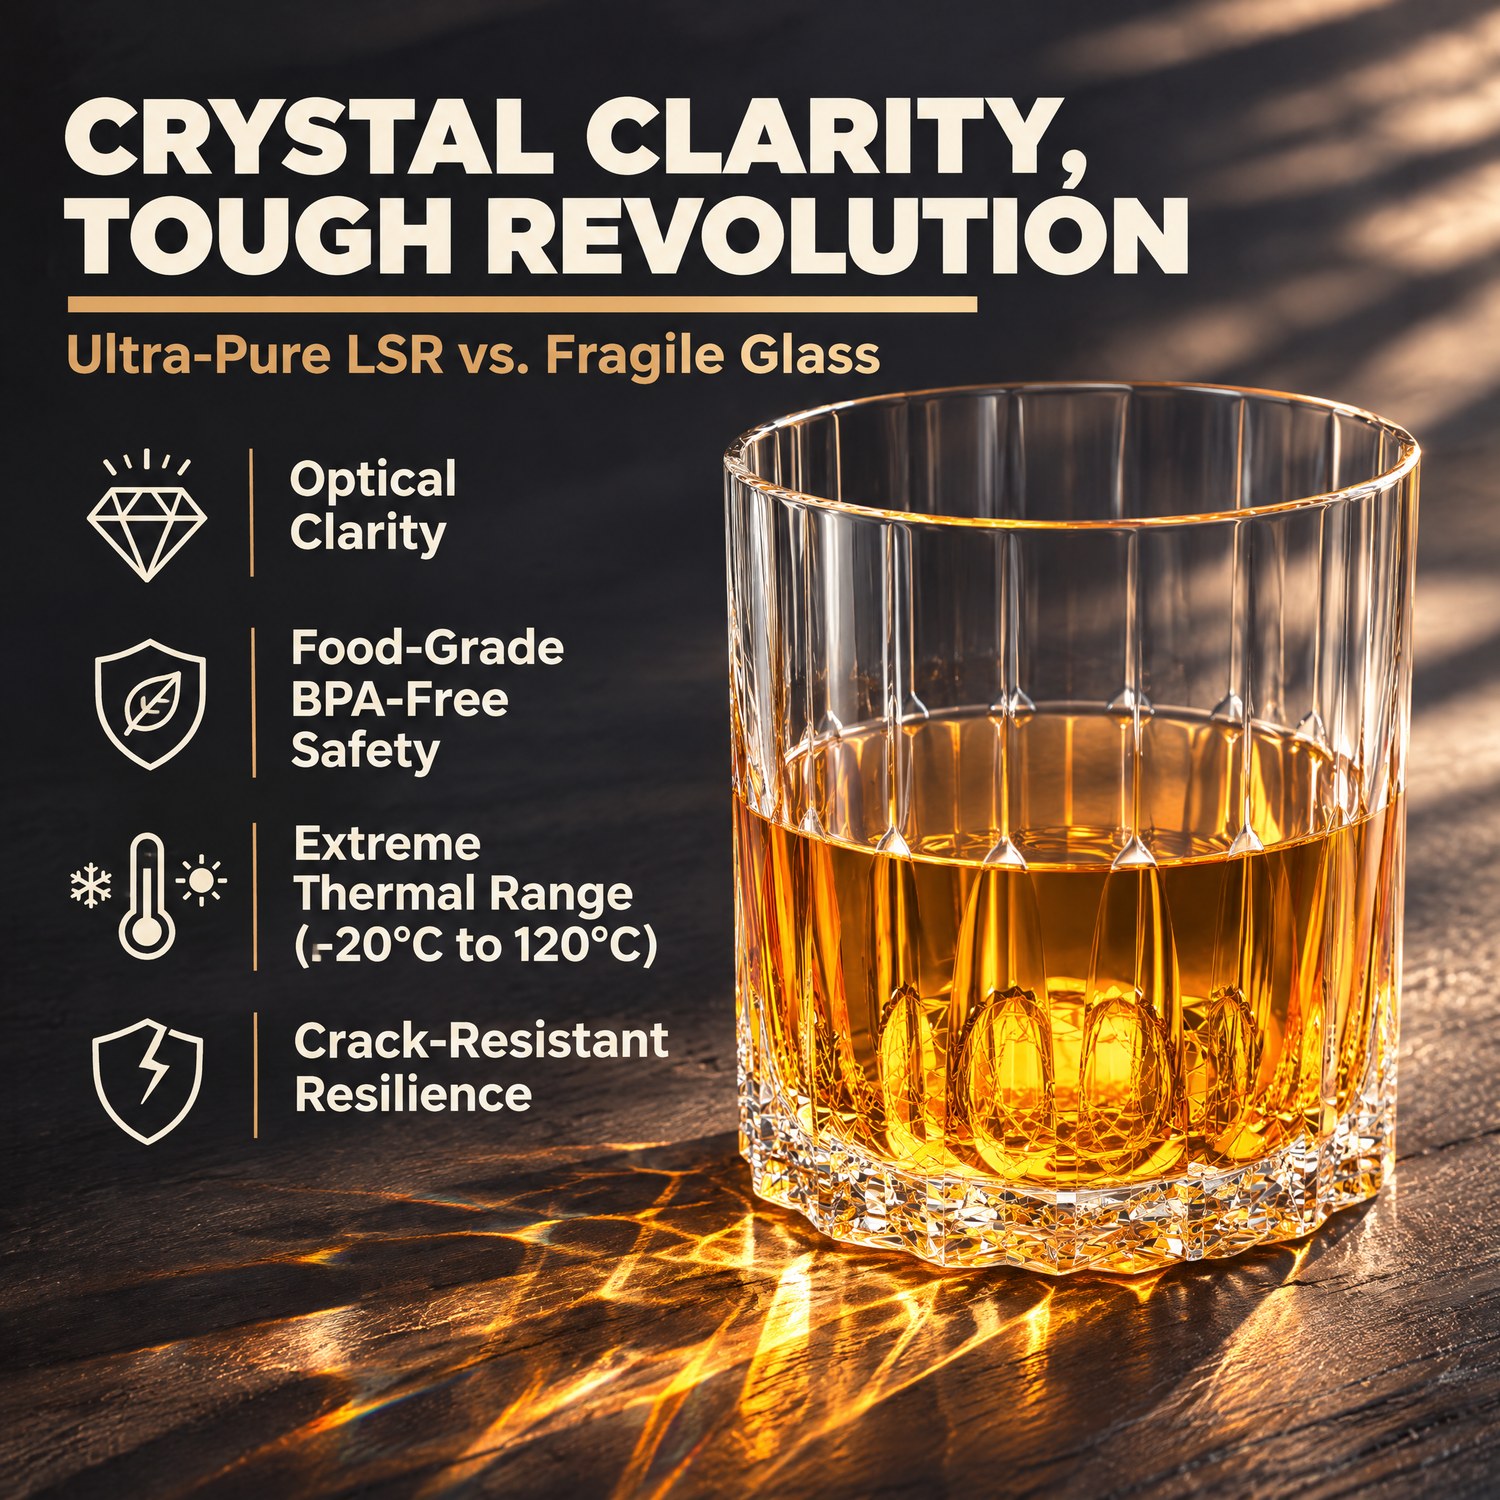 CRYSTAL CLARITY,
TOUGH REVOLUTION
Ultra-Pure LSR vs. Fragile Glass
Optical
Clarity
Food-Grade
BPA-Free
Safety
Extreme
Thermal Range
(-20°C to 120°C)
Crack-Resistant
Resilience